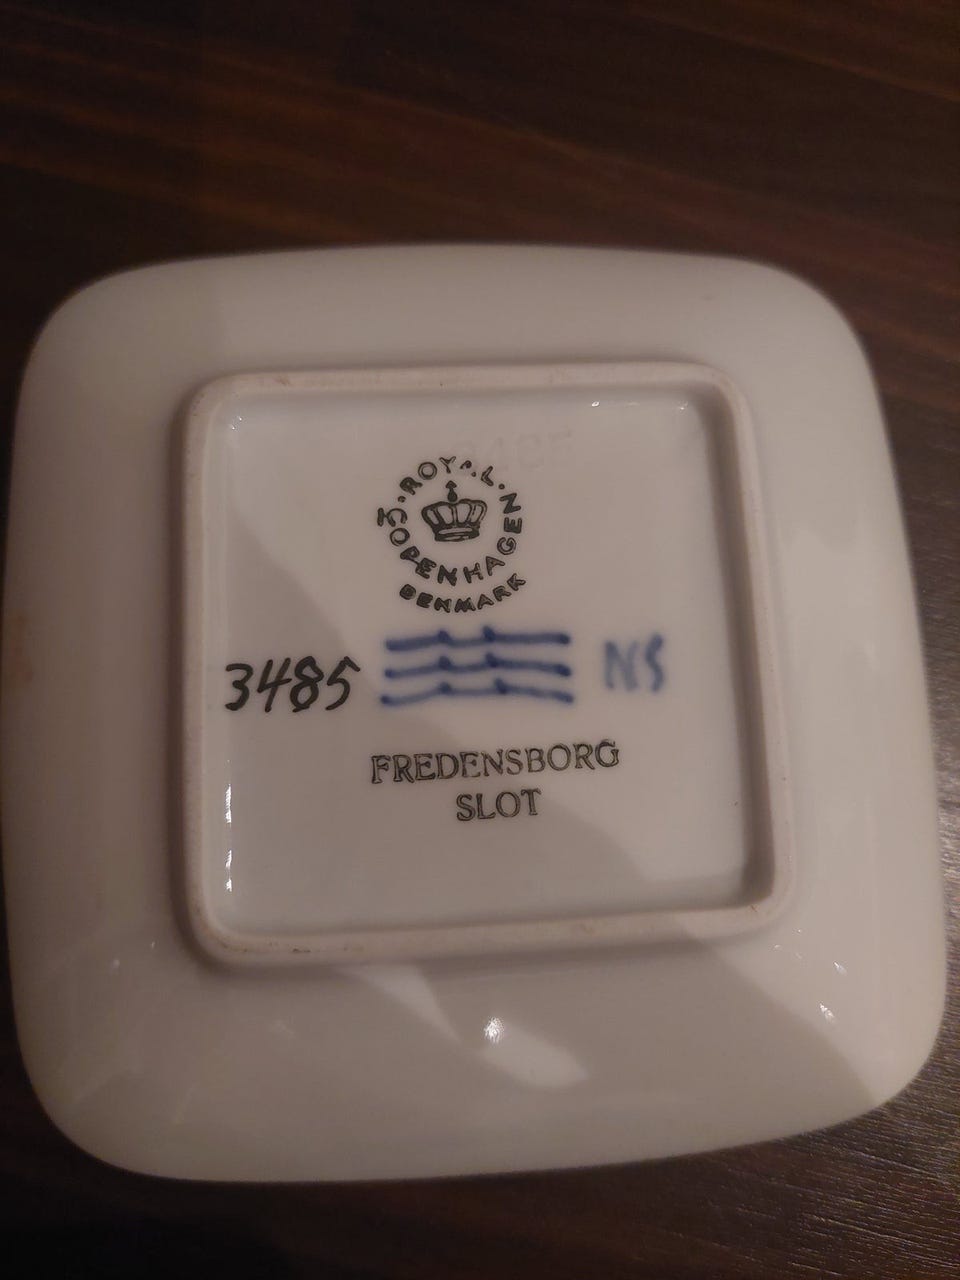 ROYAL
COPENHAGEN
DENMARK
3485
NS
FREDENSBORG
SLOT